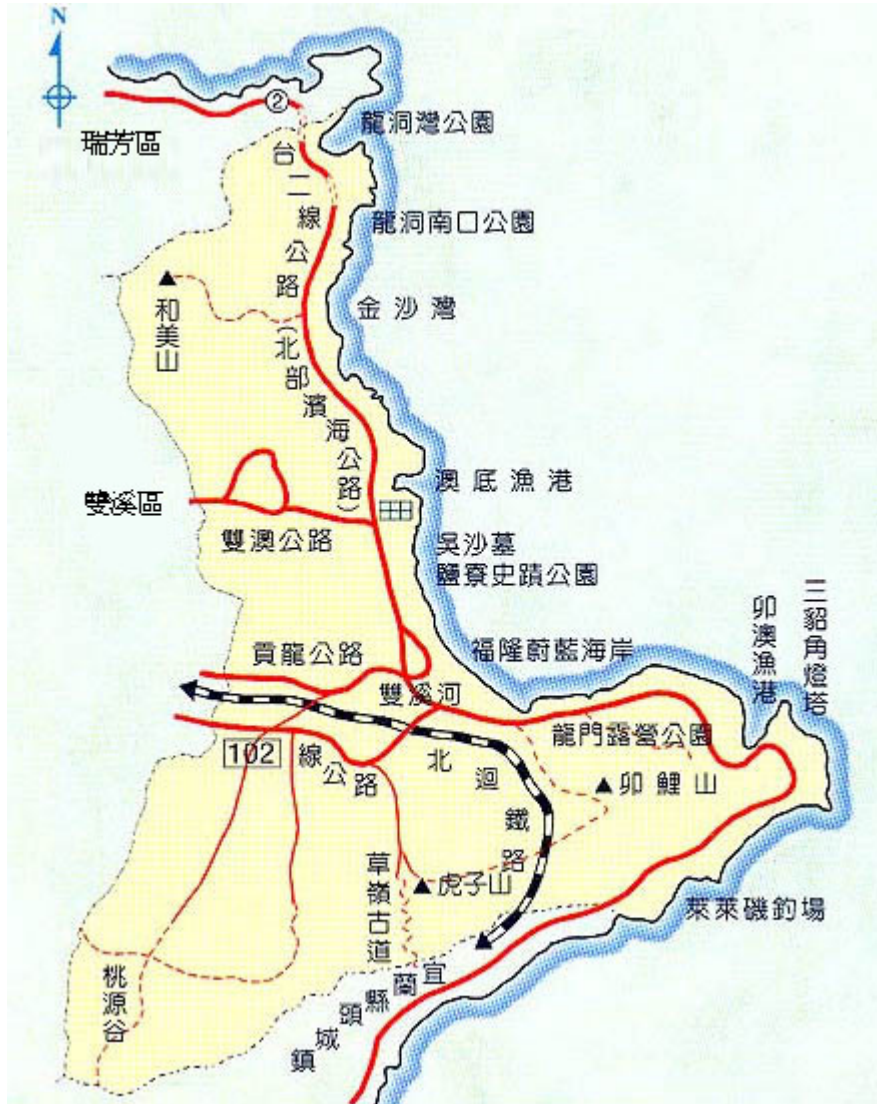 N
②
瑞芳區
龍洞灣公園
台二線公路(北部濱海公路)
龍洞南口公園
和美山
金沙灣
澳底漁港
雙溪區
雙澳公路
吳沙墓
鹽寮史蹟公園
三貂角燈塔
卯澳漁港
福隆蔚藍海岸
貢龍公路
雙溪河
龍門露營公園
102線公路
北迴鐵路
卯鯉山
草嶺古道
虎子山
萊萊磯釣場
桃源谷
宜蘭縣頭城鎮